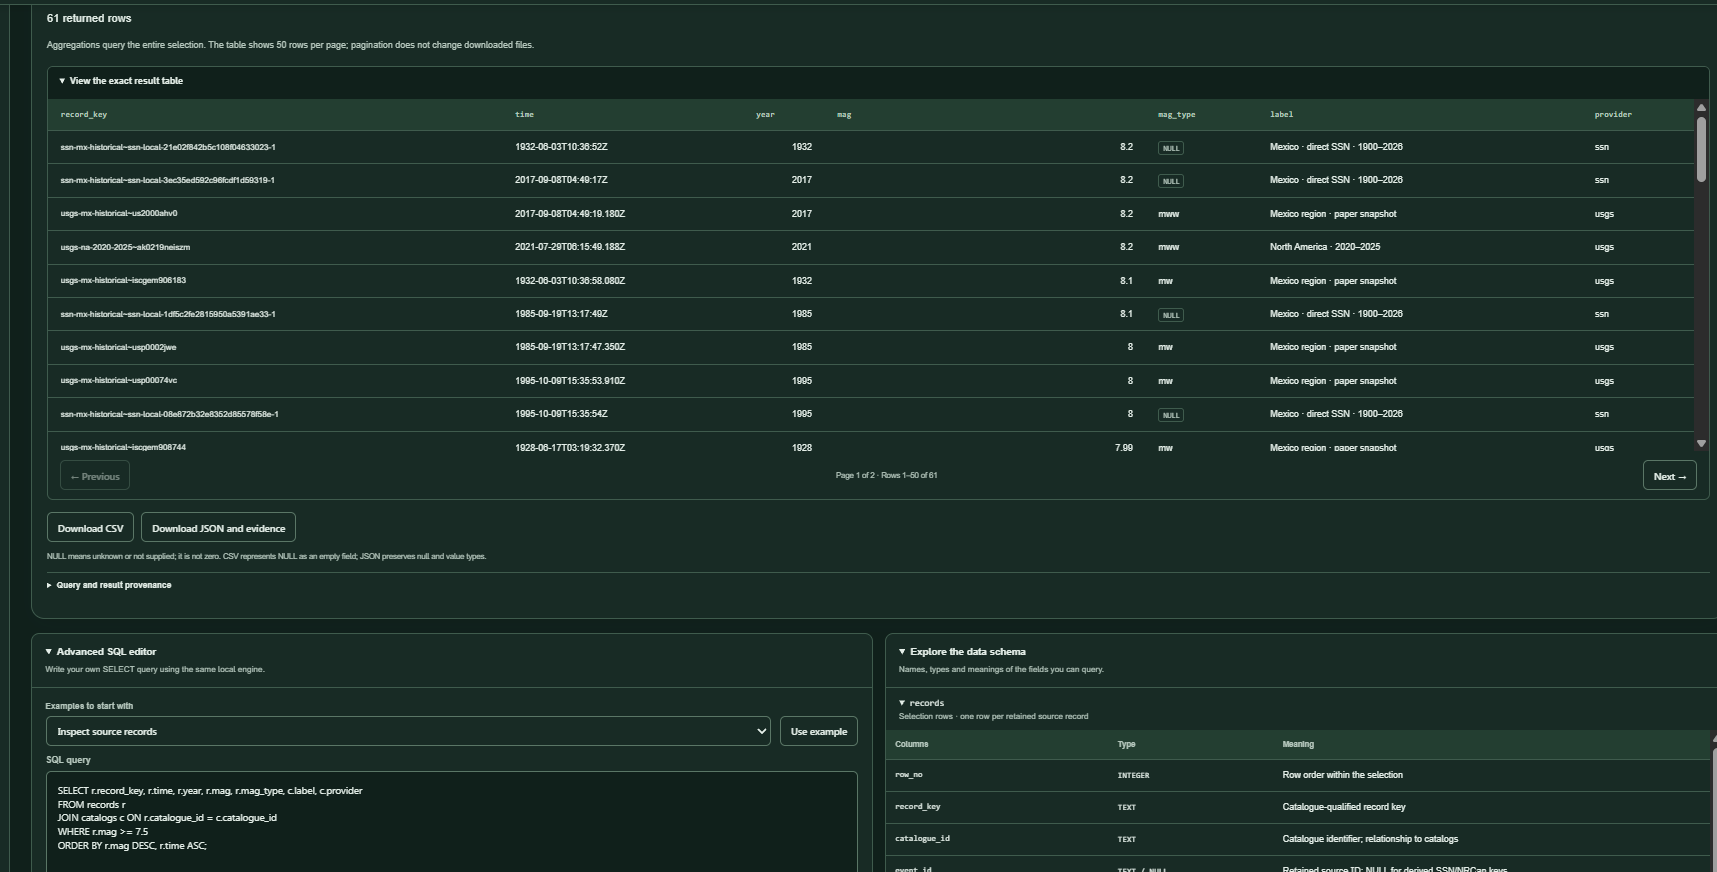 61 returned rows
Aggregations query the entire selection. The table shows 50 rows per page; pagination does not change downloaded files.
▼ View the exact result table
record_key time year mag mag_type label provider
ssn-mx-historical~ssn-local-21e02f842b5c108f04633023-1 1932-06-03T10:36:52Z 1932 8.2 NULL Mexico · direct SSN · 1900–2026 ssn
ssn-mx-historical~ssn-local-3ec35ed592c96fcdf1d59319-1 2017-09-08T04:49:17Z 2017 8.2 NULL Mexico · direct SSN · 1900–2026 ssn
usgs-mx-historical~us2000ahv0 2017-09-08T04:49:19.180Z 2017 8.2 mww Mexico region · paper snapshot usgs
usgs-na-2020-2025~ak0219neiszm 2021-07-29T06:15:49.188Z 2021 8.2 mww North America · 2020–2025 usgs
usgs-mx-historical~iscgem906183 1932-06-03T10:36:58.080Z 1932 8.1 mw Mexico region · paper snapshot usgs
ssn-mx-historical~ssn-local-1df5c2fe2815950a5391ae33-1 1985-09-19T13:17:49Z 1985 8.1 NULL Mexico · direct SSN · 1900–2026 ssn
usgs-mx-historical~usp0002jwe 1985-09-19T13:17:47.350Z 1985 8 mw Mexico region · paper snapshot usgs
usgs-mx-historical~usp00074vc 1995-10-09T15:35:53.910Z 1995 8 mw Mexico region · paper snapshot usgs
ssn-mx-historical~ssn-local-08e872b32e8352d85578f58e-1 1995-10-09T15:35:54Z 1995 8 NULL Mexico · direct SSN · 1900–2026 ssn
usgs-mx-historical~iscgem908744 1928-06-17T03:19:32.370Z 1928 7.99 mw Mexico region · paper snapshot usgs
← Previous Page 1 of 2 · Rows 1–50 of 61 Next →
Download CSV Download JSON and evidence
NULL means unknown or not supplied; it is not zero. CSV represents NULL as an empty field; JSON preserves null and value types.
▸ Query and result provenance
▼ Advanced SQL editor
Write your own SELECT query using the same local engine.
Examples to start with
Inspect source records Use example
SQL query
SELECT r.record_key, r.time, r.year, r.mag, r.mag_type, c.label, c.provider
FROM records r
JOIN catalogs c ON r.catalogue_id = c.catalogue_id
WHERE r.mag >= 7.5
ORDER BY r.mag DESC, r.time ASC;
▼ Explore the data schema
Names, types and meanings of the fields you can query.
▼ records
Selection rows · one row per retained source record
Columns Type Meaning
row_no INTEGER Row order within the selection
record_key TEXT Catalogue-qualified record key
catalogue_id TEXT Catalogue identifier; relationship to catalogs
event_id TEXT / NULL Retained source ID; NULL for derived SSN/NRCan keys